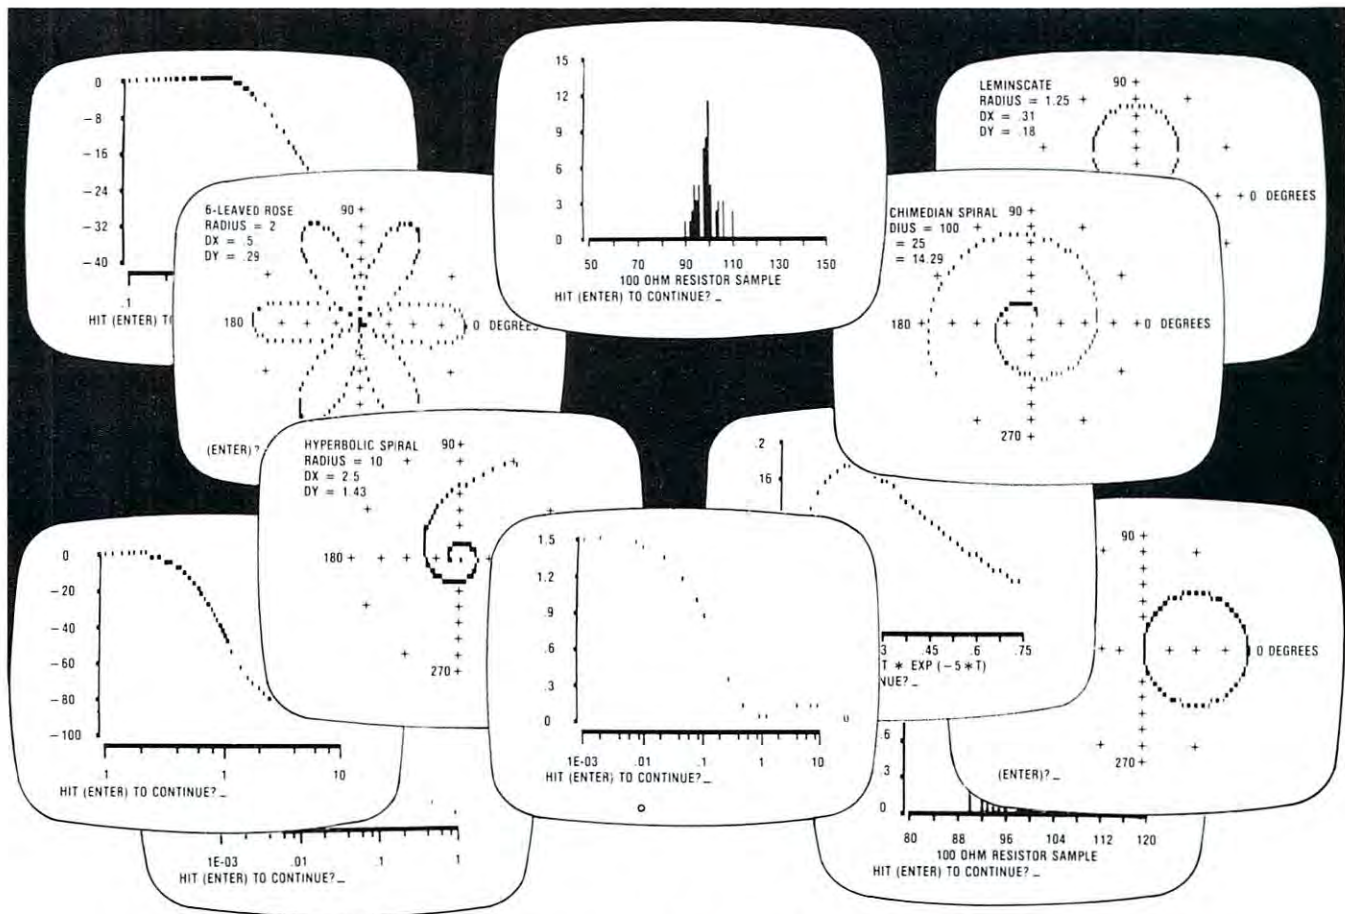 0
-8
-16
-24
-32
-40
.1
HIT (ENTER) T
15
12
9
6
3
0
50 70 90 110 130 150
100 OHM RESISTOR SAMPLE
HIT (ENTER) TO CONTINUE? _
LEMINSCATE
RADIUS = 1.25
DX = .31
DY = .18
90
0 DEGREES
6-LEAVED ROSE
RADIUS = 2
DX = .5
DY = .29
90
180
0 DEGREES
(ENTER)?
CHIMEDIAN SPIRAL
DIUS = 100
= 25
= 14.29
90
180
0 DEGREES
270
HYPERBOLIC SPIRAL
RADIUS = 10
DX = 2.5
DY = 1.43
90
180
270
.2
16
3 .45 .6 .75
T * EXP (-5*T)
NUE? _
0
-20
-40
-60
-80
-100
.1 1 10
HIT (ENTER) TO CONTINUE? _
1.5
1.2
.9
.6
.3
0
1E-03 .01 .1 1 10
HIT (ENTER) TO CONTINUE? _
90
0 DEGREES
270
(ENTER)? _
1E-03 .01 .1 1
HIT (ENTER) TO CONTINUE? _
.6
.3
0
80 88 96 104 112 120
100 OHM RESISTOR SAMPLE
HIT (ENTER) TO CONTINUE? _